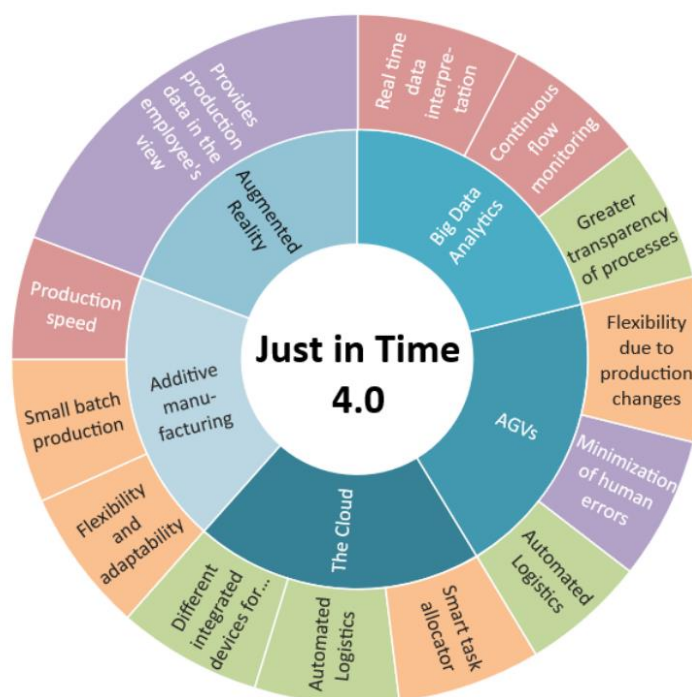 Just in Time
4.0
Big Data
Analytics
Real time
data
interpre-
tation
Continuous
flow
monitoring
Greater
transparency
of processes
AGVs
Flexibility
due to
production
changes
Minimization
of human
errors
Automated
Logistics
The Cloud
Smart task
allocator
Automated
Logistics
Different
integrated
devices for...
Additive
manu-
facturing
Flexibility
and
adaptability
Small batch
production
Production
speed
Augmented
Reality
Provides
production
data in the
employee's
view